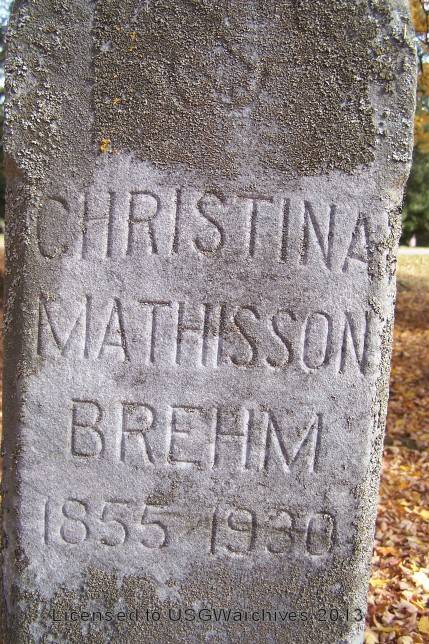 CHRISTINA
MATHISSON
BREHM
1855 1930
Licensed to USGWarchives 2013